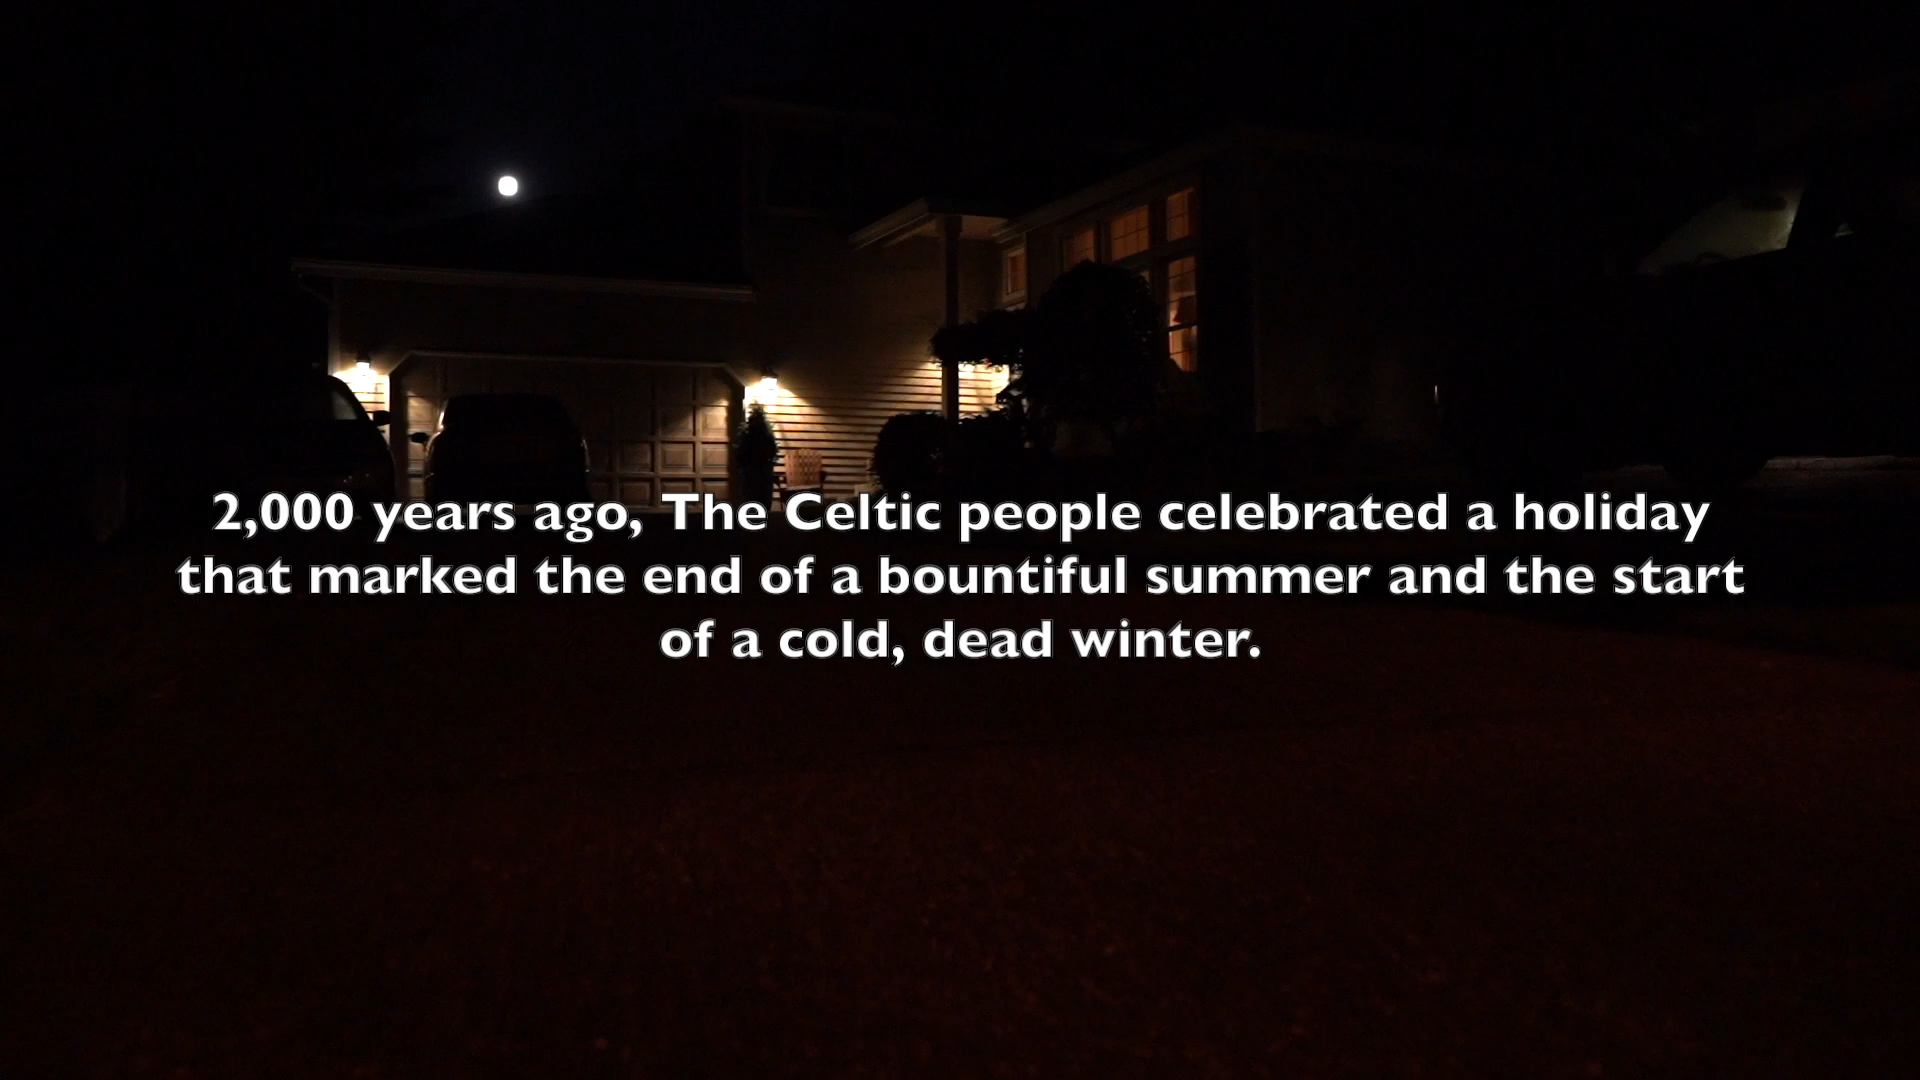 2,000 years ago, The Celtic people celebrated a holiday
that marked the end of a bountiful summer and the start
of a cold, dead winter.